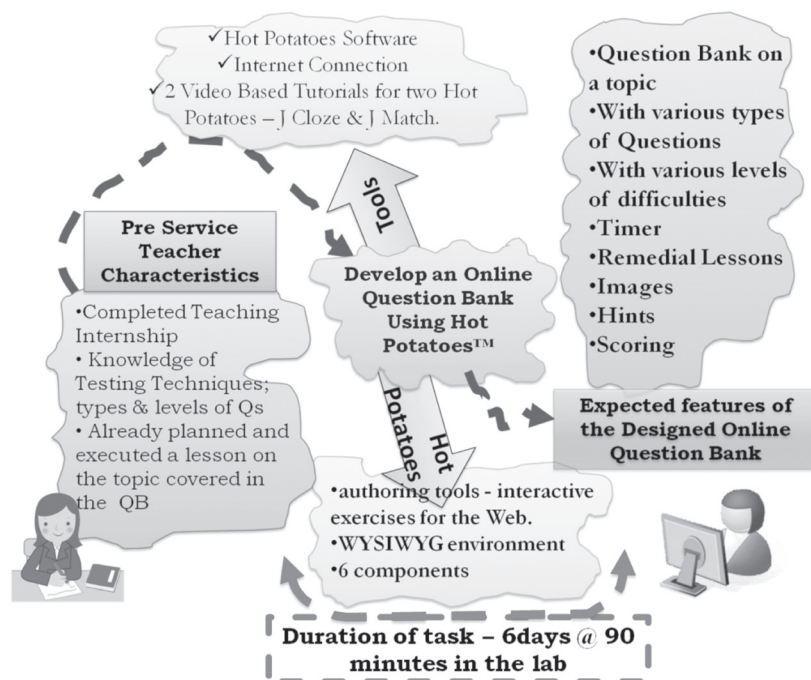 ✓Hot Potatoes Software
✓Internet Connection
✓2 Video Based Tutorials for two Hot
Potatoes – J Cloze & J Match.
•Question Bank on
a topic
•With various types
of Questions
•With various levels
of difficulties
•Timer
•Remedial Lessons
•Images
•Hints
•Scoring
Tools
Pre Service
Teacher
Characteristics
•Completed Teaching
Internship
• Knowledge of
Testing Techniques;
types & levels of Qs
• Already planned and
executed a lesson on
the topic covered in
the QB
Develop an Online
Question Bank
Using Hot
Potatoes™
Hot
Potatoes
Expected features of
the Designed Online
Question Bank
•authoring tools - interactive
exercises for the Web.
•WYSIWYG environment
•6 components
Duration of task – 6days @ 90
minutes in the lab